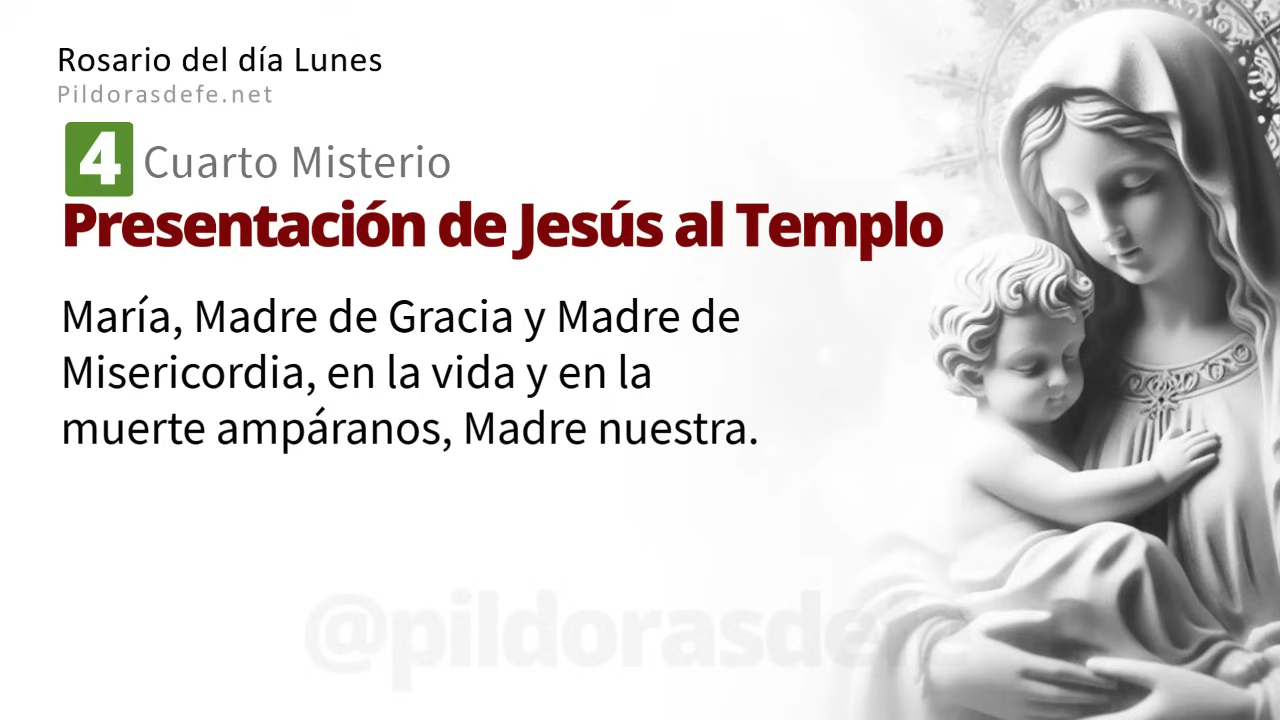 Rosario del día Lunes
Pildorasdefe.net
4 Cuarto Misterio
Presentación de Jesús al Templo
María, Madre de Gracia y Madre de
Misericordia, en la vida y en la
muerte ampáranos, Madre nuestra.
@pildorasdefe